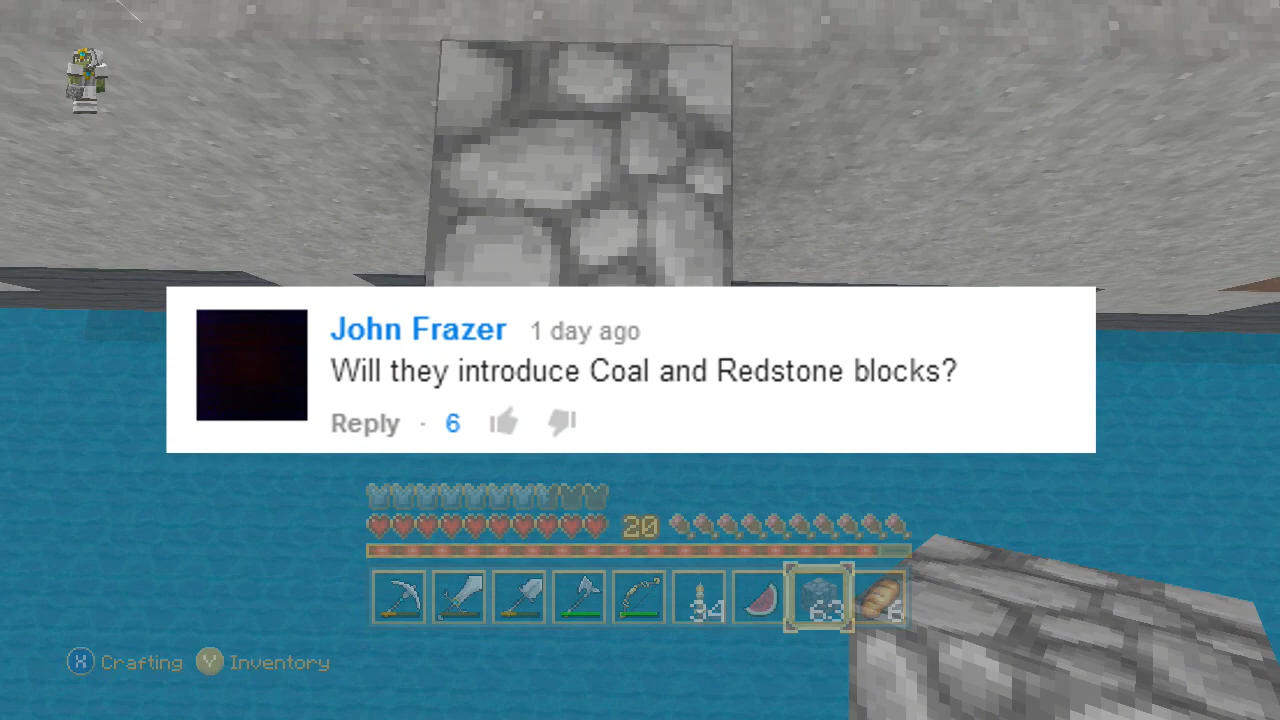 John Frazer 1 day ago
Will they introduce Coal and Redstone blocks?
Reply · 6
20
34 63 6
X Crafting Y Inventory